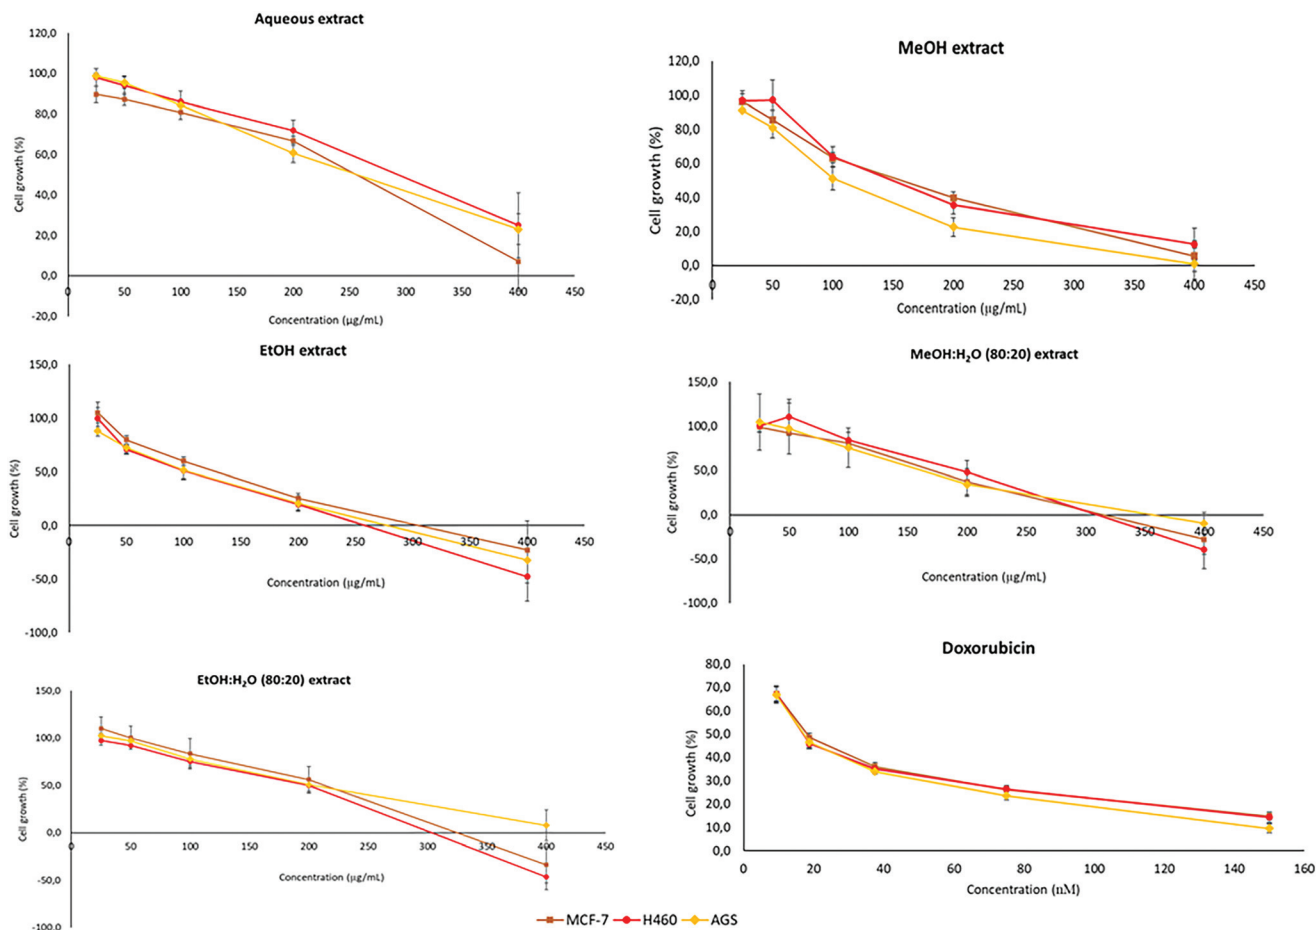 Aqueous extract
120,0
100,0
80,0
60,0
40,0
20,0
0,0
-20,0
Cell growth (%)
0 50 100 150 200 250 300 350 400 450
Concentration (µg/mL)
MeOH extract
120,0
100,0
80,0
60,0
40,0
20,0
0,0
-20,0
Cell growth (%)
0 50 100 150 200 250 300 350 400 450
Concentration (µg/mL)
EtOH extract
150,0
100,0
50,0
0,0
-50,0
-100,0
Cell growth (%)
0 50 100 150 200 250 300 350 400 450
Concentration (µg/mL)
MeOH:H₂O (80:20) extract
150,0
100,0
50,0
0,0
-50,0
-100,0
Cell growth (%)
0 50 100 150 200 250 300 350 400 450
Concentration (µg/mL)
EtOH:H₂O (80:20) extract
150,0
100,0
50,0
0,0
-50,0
-100,0
Cell growth (%)
0 50 100 150 200 250 300 350 400 450
Concentration (µg/mL)
Doxorubicin
80,0
70,0
60,0
50,0
40,0
30,0
20,0
10,0
0,0
Cell growth (%)
0 20 40 60 80 100 120 140 160
Concentration (nM)
MCF-7 H460 AGS